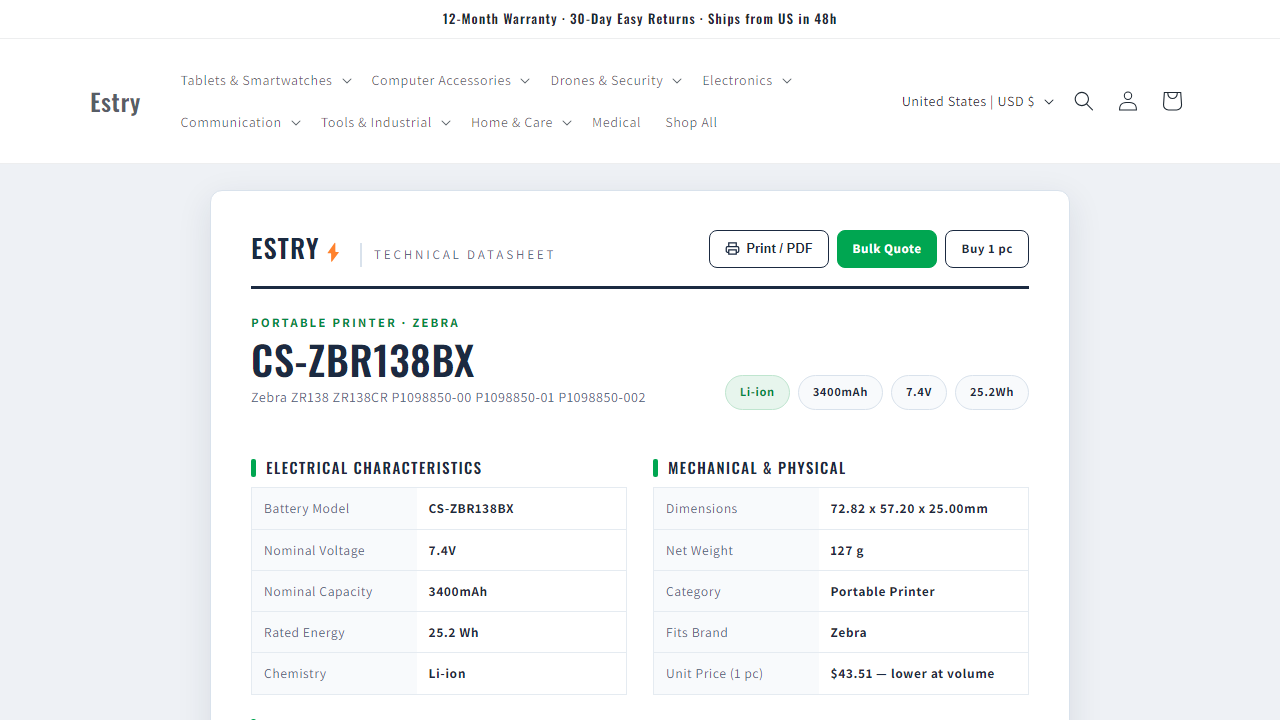 12-Month Warranty · 30-Day Easy Returns · Ships from US in 48h
Estry
Tablets & Smartwatches
Computer Accessories
Drones & Security
Electronics
Communication
Tools & Industrial
Home & Care
Medical
Shop All
United States | USD $
ESTRY
TECHNICAL DATASHEET
Print / PDF
Bulk Quote
Buy 1 pc
PORTABLE PRINTER · ZEBRA
CS-ZBR138BX
Zebra ZR138 ZR138CR P1098850-00 P1098850-01 P1098850-002
Li-ion
3400mAh
7.4V
25.2Wh
ELECTRICAL CHARACTERISTICS
Battery Model CS-ZBR138BX
Nominal Voltage 7.4V
Nominal Capacity 3400mAh
Rated Energy 25.2 Wh
Chemistry Li-ion
MECHANICAL & PHYSICAL
Dimensions 72.82 x 57.20 x 25.00mm
Net Weight 127 g
Category Portable Printer
Fits Brand Zebra
Unit Price (1 pc) $43.51 — lower at volume